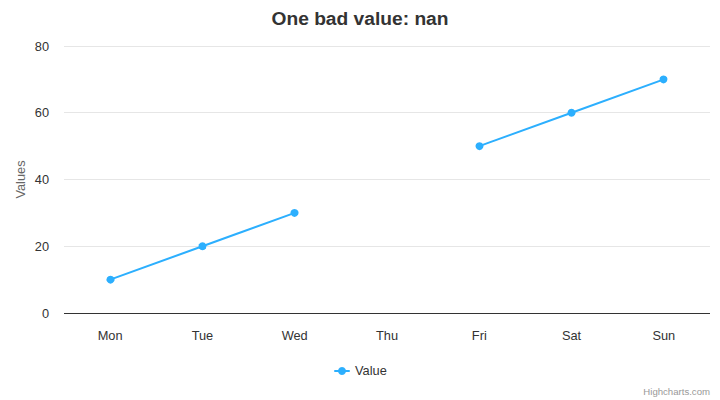 One bad value: nan
Values
80
60
40
20
0
Mon Tue Wed Thu Fri Sat Sun
Value
Highcharts.com